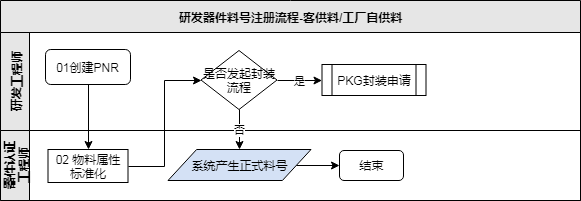 研发器件料号注册流程-客供料/工厂自供料
研发工程师
01创建PNR
是否发起封装
流程
是
PKG封装申请
否
器件认证
工程师
02 物料属性
标准化
系统产生正式料号
结束